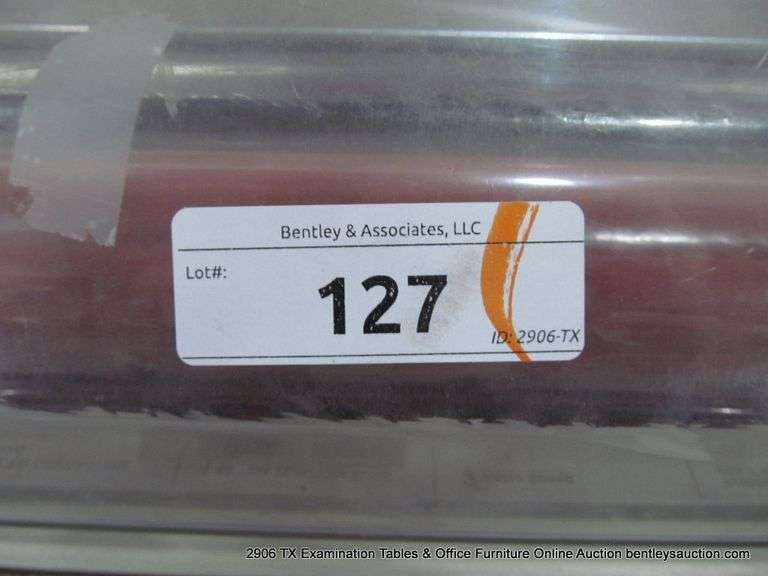 Bentley & Associates, LLC
Lot#:
127
ID: 2906-TX
2906 TX Examination Tables & Office Furniture Online Auction bentleysauction.com